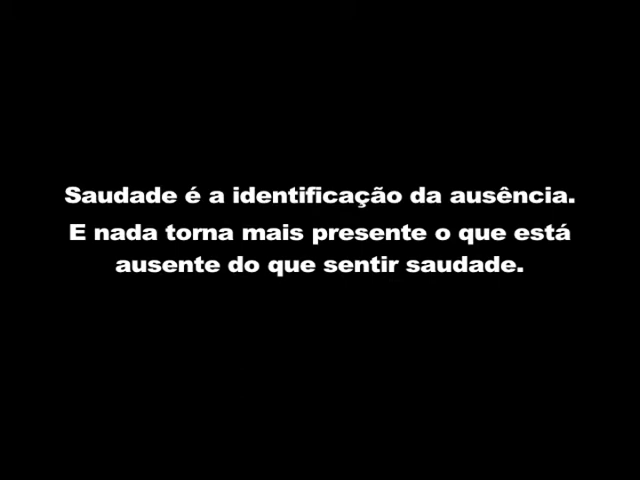 Saudade é a identificação da ausência.
E nada torna mais presente o que está
ausente do que sentir saudade.